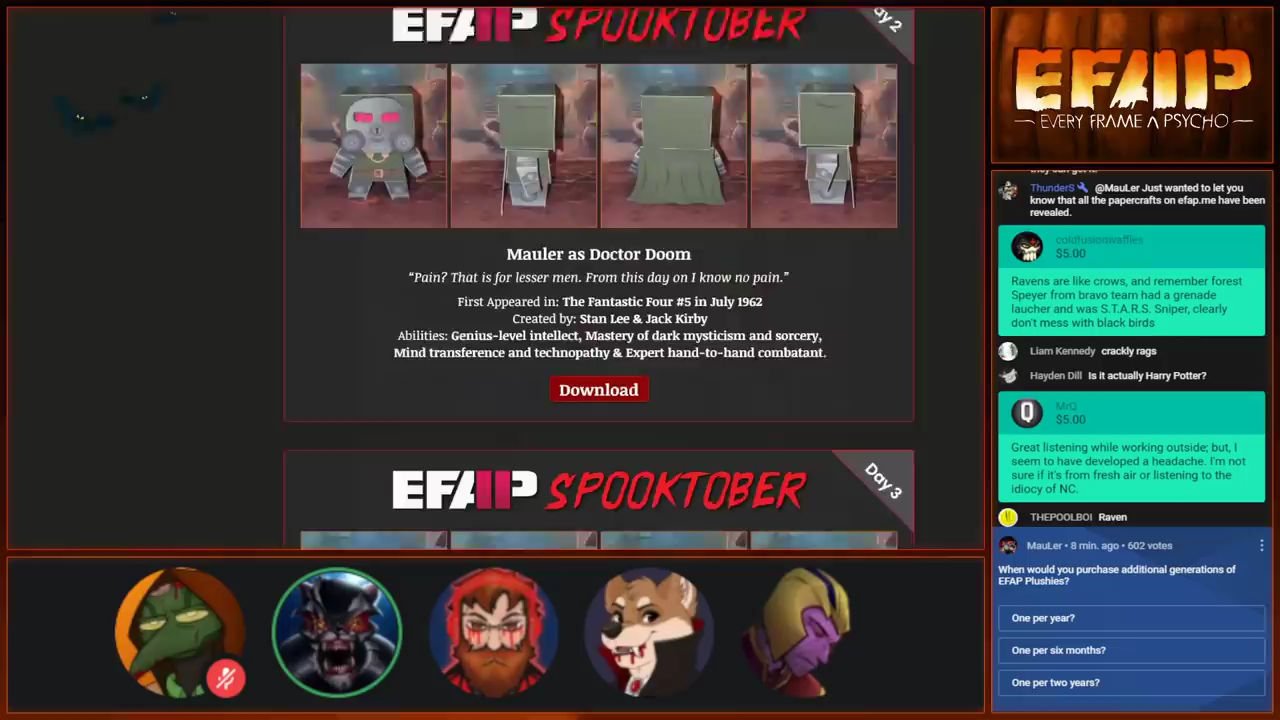 EFAP SPOOKTOBER
Day 2
Mauler as Doctor Doom
“Pain? That is for lesser men. From this day on I know no pain.”
First Appeared in: The Fantastic Four #5 in July 1962
Created by: Stan Lee & Jack Kirby
Abilities: Genius-level intellect, Mastery of dark mysticism and sorcery,
Mind transference and technopathy & Expert hand-to-hand combatant.
Download
EFAP SPOOKTOBER
Day 3
EFAP
EVERY FRAME A PSYCHO
they can get it.
ThunderS @MauLer Just wanted to let you
know that all the papercrafts on efap.me have been
revealed.
coldfusionwaffles
$5.00
Ravens are like crows, and remember forest
Speyer from bravo team had a grenade
laucher and was S.T.A.R.S. Sniper, clearly
don't mess with black birds
Liam Kennedy crackly rags
Hayden Dill Is it actually Harry Potter?
Q
MrQ
$5.00
Great listening while working outside; but, I
seem to have developed a headache. I'm not
sure if it's from fresh air or listening to the
idiocy of NC.
THEPOOLBOI Raven
MauLer • 8 min. ago • 602 votes
When would you purchase additional generations of
EFAP Plushies?
One per year?
One per six months?
One per two years?